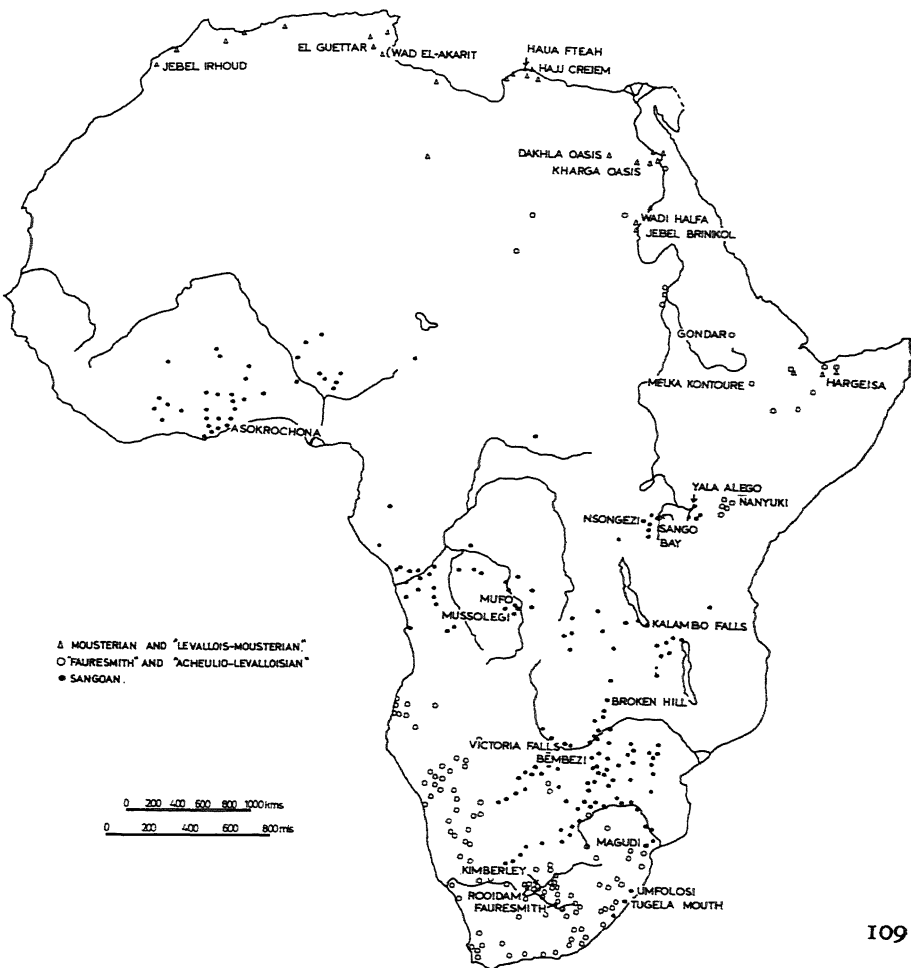 HAUA FTEAH
EL GUETTAR
(WAD EL-AKARIT
HAJJ CREIEM
JEBEL IRHOUD
DAKHLA OASIS
KHARGA OASIS
WADI HALFA
JEBEL BRINIKOL
GONDAR
MELKA KONTOURE
HARGEISA
ASOKROCHONA
YALA ALEGO
NANYUKI
NSONGEZI
SANGO
BAY
MUFO
MUSSOLEGI
KALAMBO FALLS
△ MOUSTERIAN AND "LEVALLOIS-MOUSTERIAN."
○ "FAURESMITH" AND "ACHEULIO-LEVALLOISIAN"
• SANGOAN.
BROKEN HILL
VICTORIA FALLS
BEMBEZI
0 200 400 600 800 1000 kms
0 200 400 600 800 mls
MAGUDI
KIMBERLEY
ROOIDAM
FAURESMITH
UMFOLOSI
TUGELA MOUTH
109